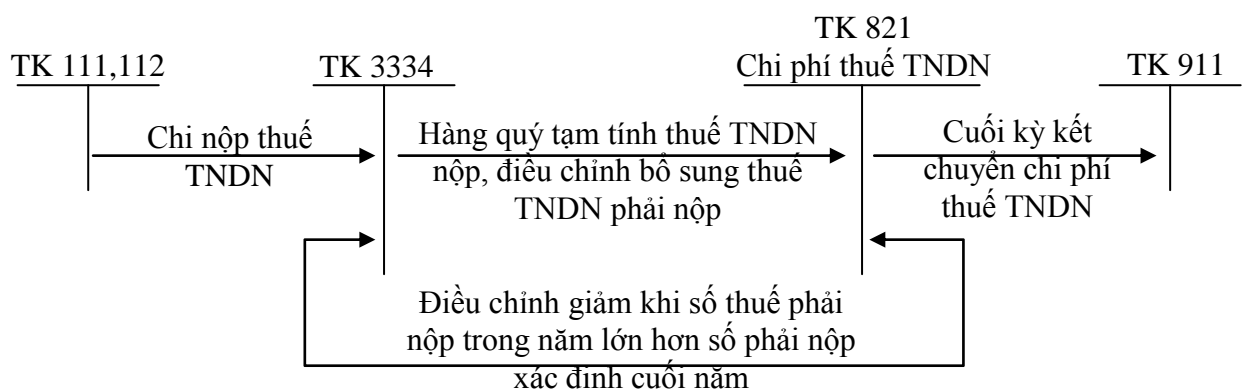 TK 111,112
TK 3334
TK 821
Chi phí thuế TNDN
TK 911
Chi nộp thuế
TNDN
Hàng quý tạm tính thuế TNDN
nộp, điều chỉnh bổ sung thuế
TNDN phải nộp
Cuối kỳ kết
chuyển chi phí
thuế TNDN
Điều chỉnh giảm khi số thuế phải
nộp trong năm lớn hơn số phải nộp
xác định cuối năm